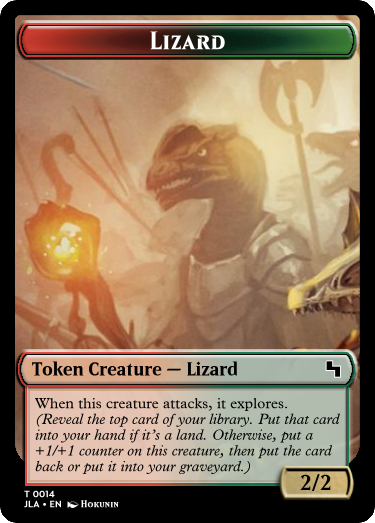 LIZARD
Token Creature — Lizard
When this creature attacks, it explores.
(Reveal the top card of your library. Put that card
into your hand if it's a land. Otherwise, put a
+1/+1 counter on this creature, then put the card
back or put it into your graveyard.)
2/2
T 0014
JLA • EN HOKUNIN